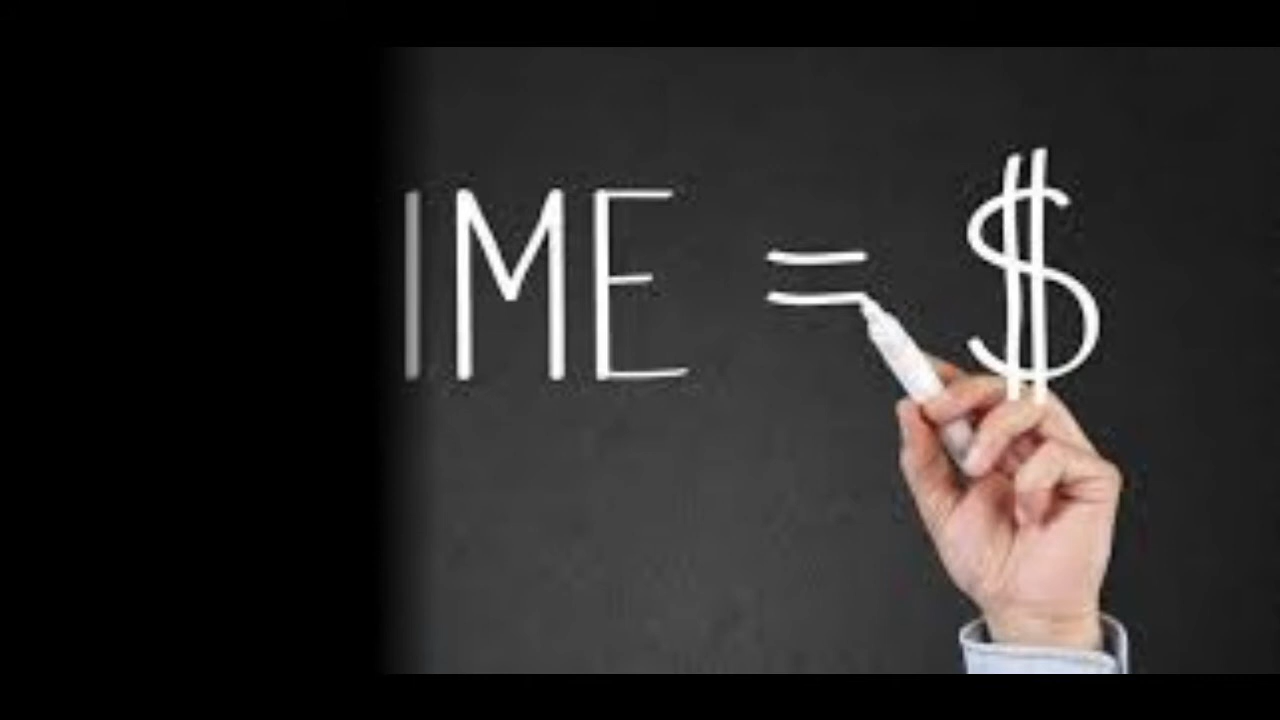 IME = $